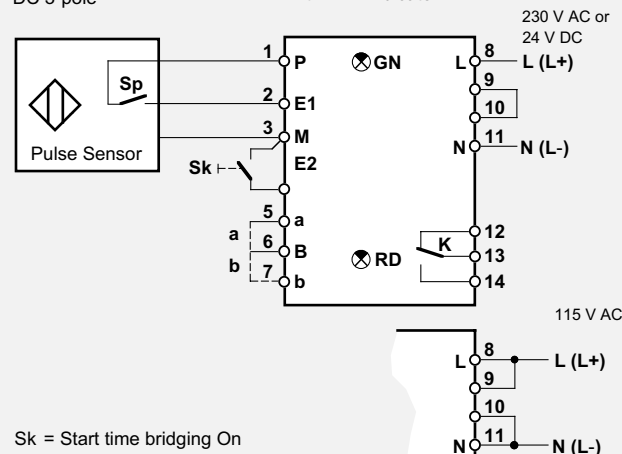 DC 3-pole
230 V AC or
24 V DC
1 P GN L 8 L (L+)
Sp
9
2 E1
10
3 M
N 11 N (L-)
Pulse Sensor
Sk E2
5 a
a
12
6 B
K
13
b
RD
7 b
14
115 V AC
L 8 L (L+)
9
10
Sk = Start time bridging On
N 11 N (L-)